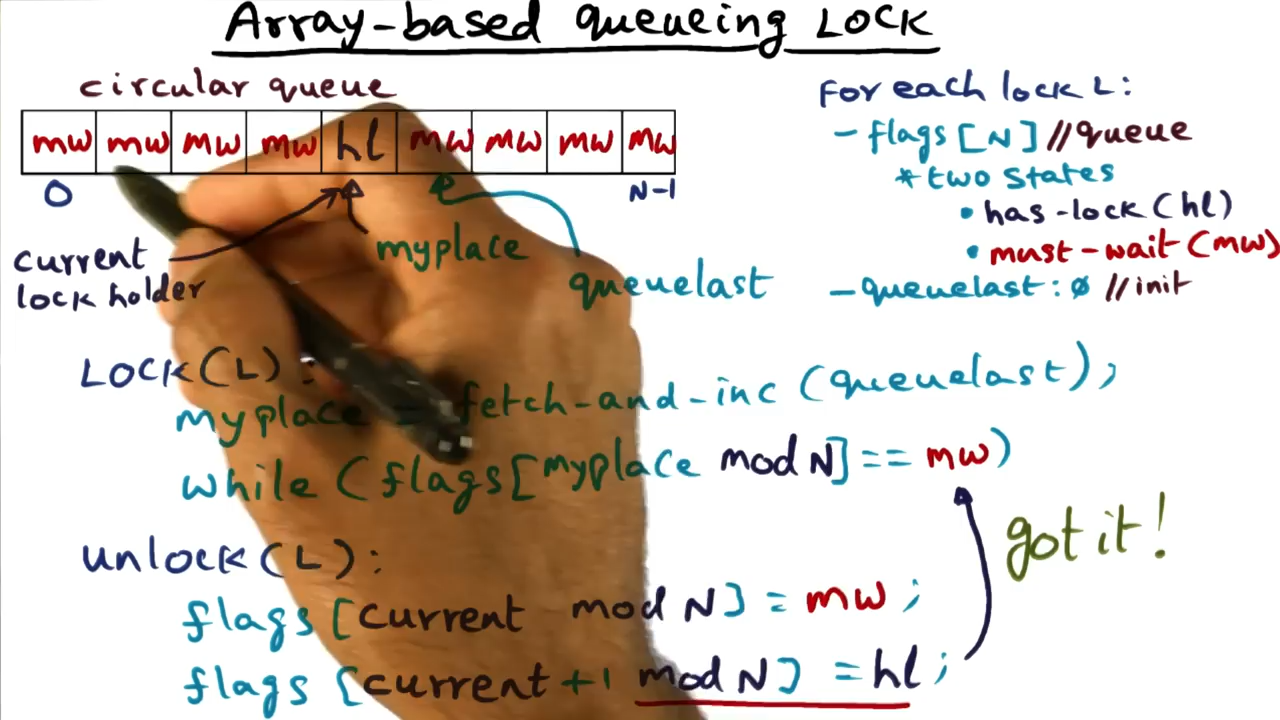 Array-based queueing LOCK
circular queue
mw mw mw mw hl mw mw mw mw
0 N-1
current
lock holder
myplace
queuelast
for each lock L:
- flags [N] //queue
* two states
• has-lock (hl)
• must-wait (mw)
- queuelast: ø //init
LOCK(L):
myplace = fetch-and-inc (queuelast);
while (flags[myplace mod N] == mw)
got it!
unlock(L):
flags [current mod N] = mw;
flags [current +1 mod N] = hl;